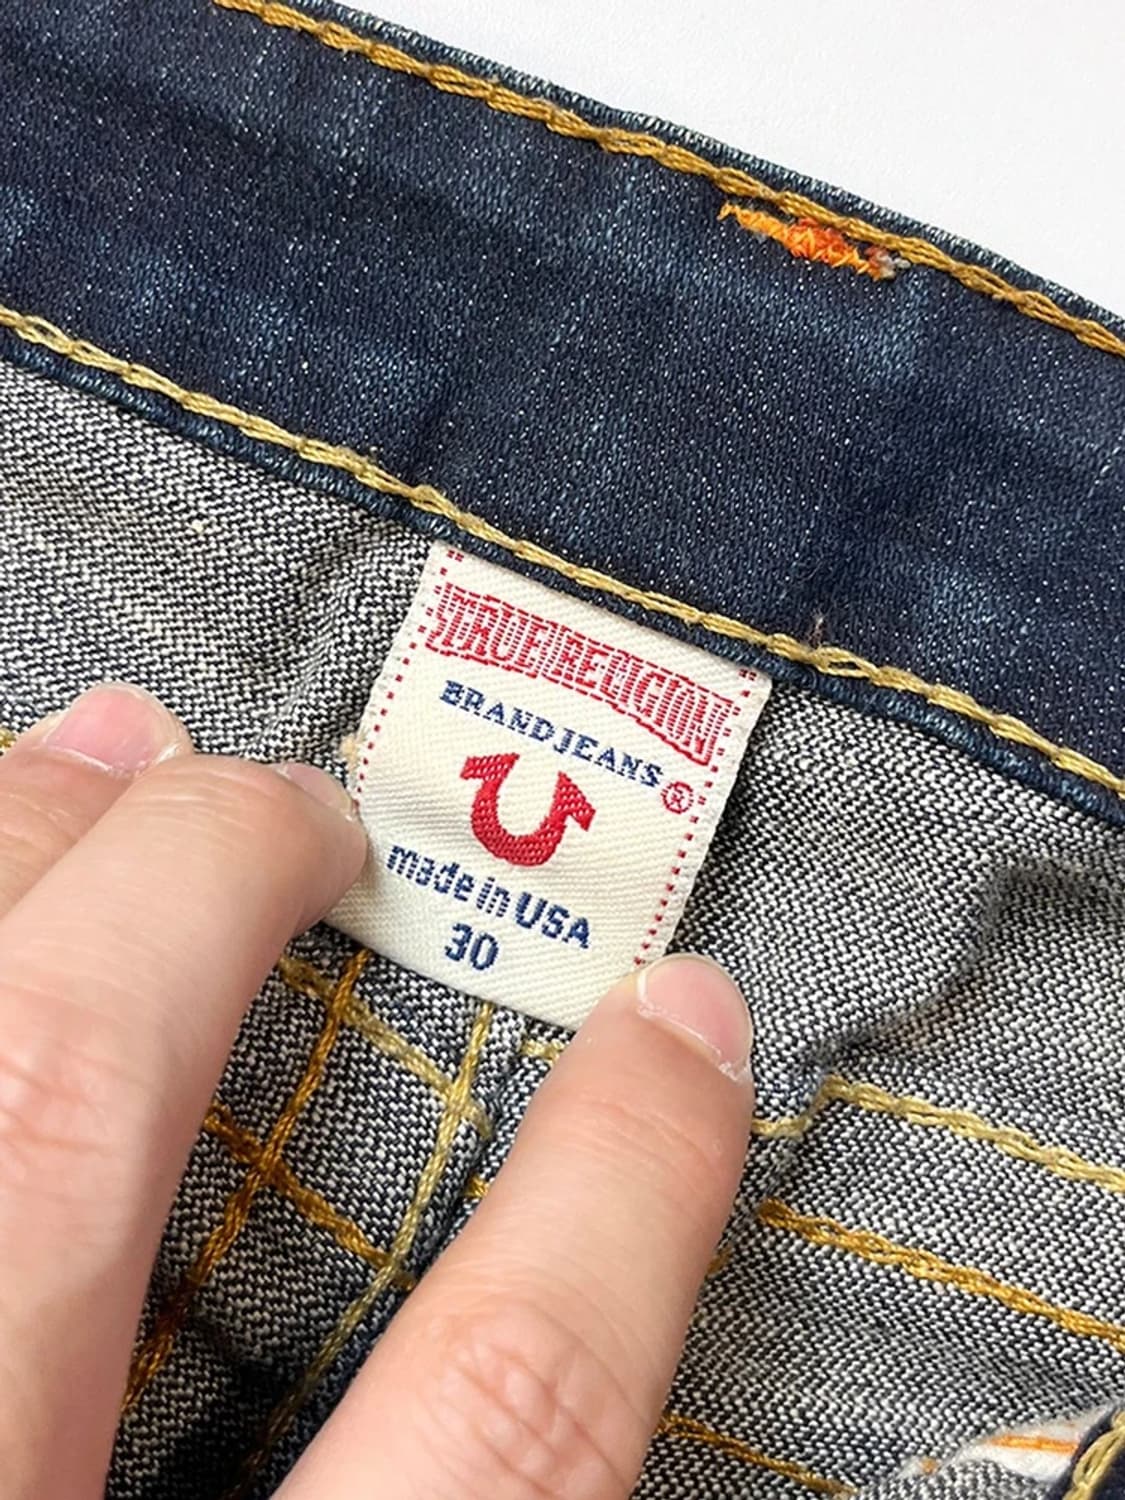 TRUE RELIGION
BRAND JEANS
®
made in USA
30